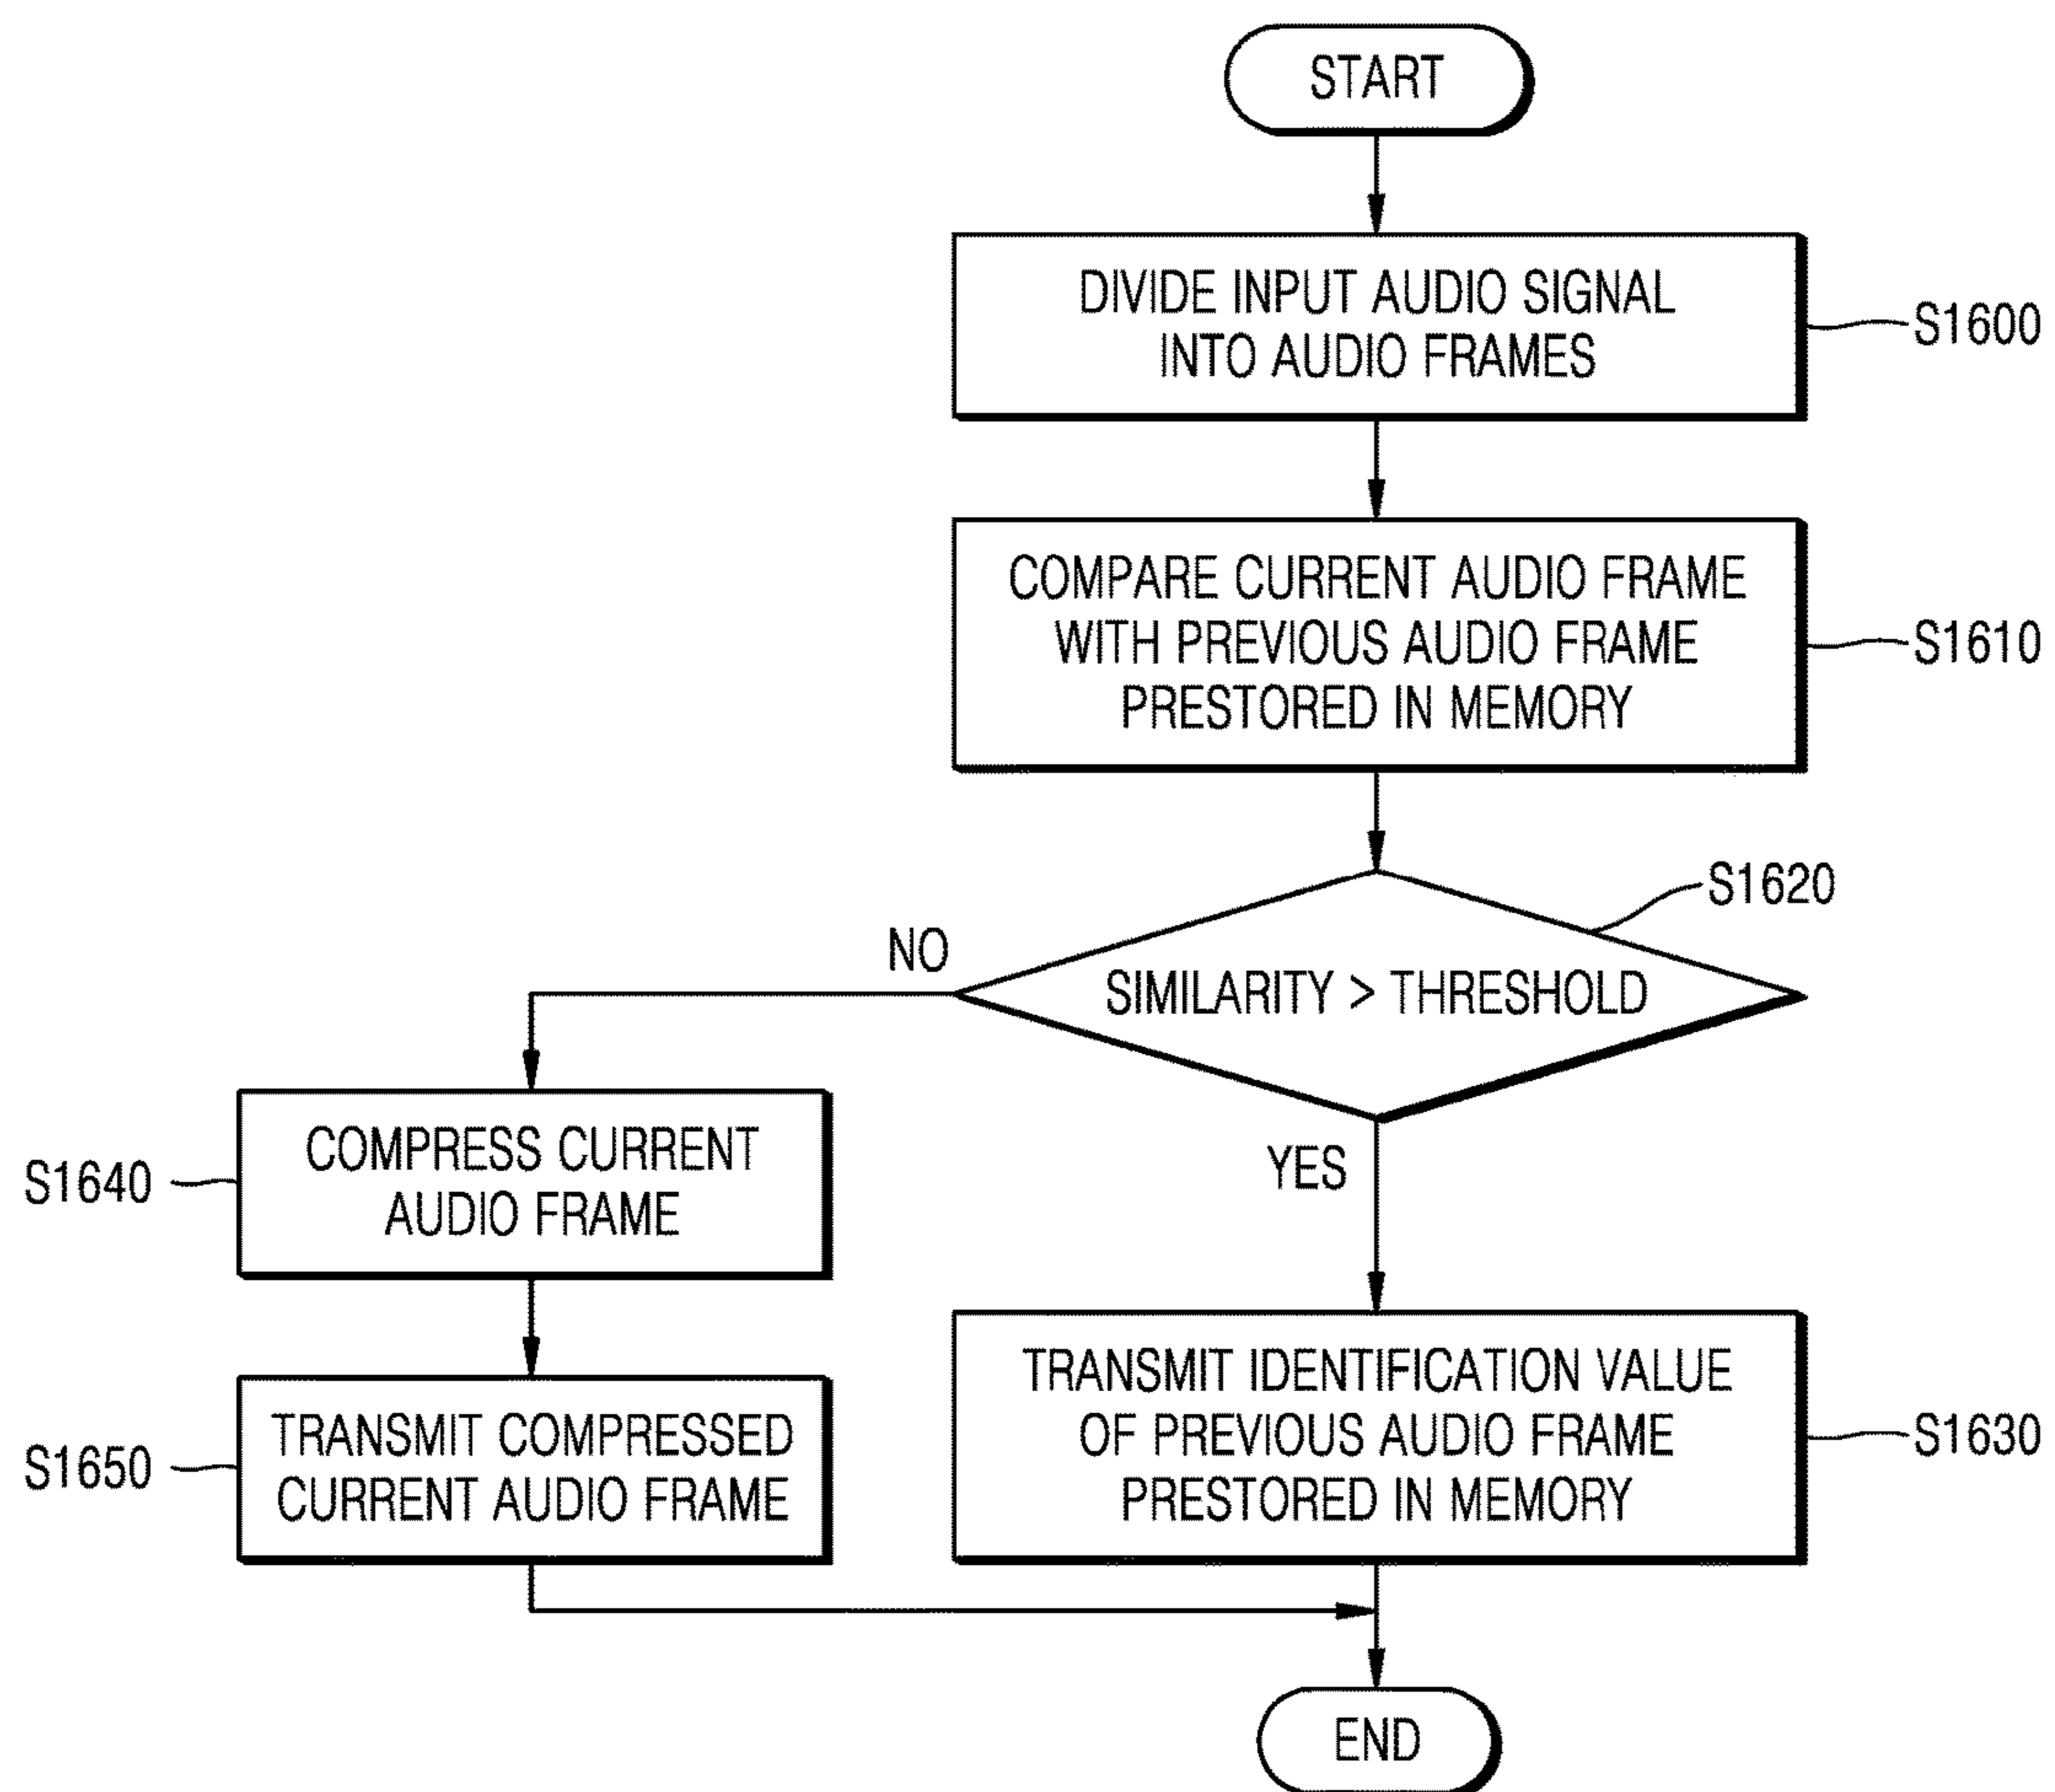 START
DIVIDE INPUT AUDIO SIGNAL
INTO AUDIO FRAMES
S1600
COMPARE CURRENT AUDIO FRAME
WITH PREVIOUS AUDIO FRAME
PRESTORED IN MEMORY
S1610
S1620
SIMILARITY > THRESHOLD
NO
YES
COMPRESS CURRENT
AUDIO FRAME
S1640
TRANSMIT COMPRESSED
CURRENT AUDIO FRAME
S1650
TRANSMIT IDENTIFICATION VALUE
OF PREVIOUS AUDIO FRAME
PRESTORED IN MEMORY
S1630
END